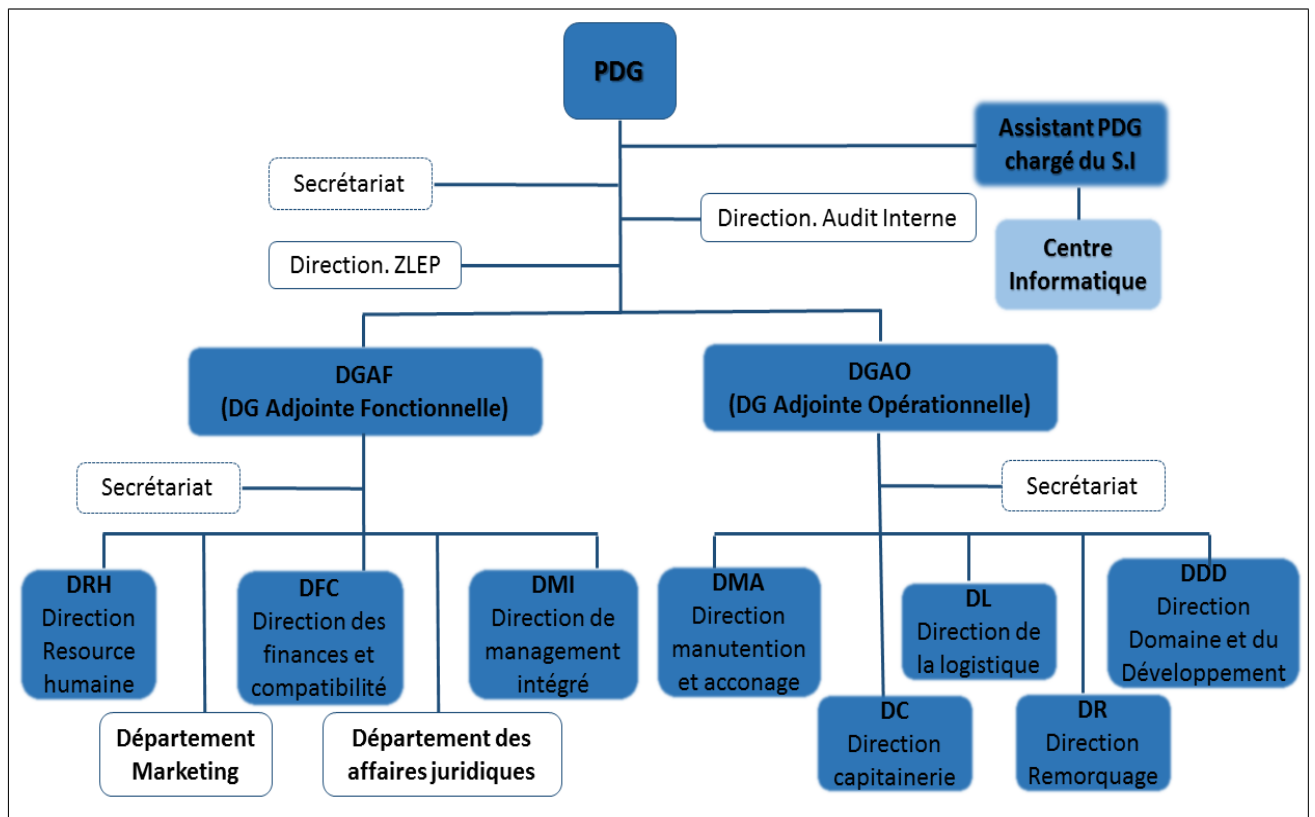 PDG
Assistant PDG
chargé du S.I
Secrétariat
Direction. Audit Interne
Centre
Informatique
Direction. ZLEP
DGAF
(DG Adjointe Fonctionnelle)
DGAO
(DG Adjointe Opérationnelle)
Secrétariat
Secrétariat
DRH
Direction
Resource
humaine
DFC
Direction des
finances et
compatibilité
DMI
Direction de
management
intégré
DMA
Direction
manutention
et acconage
DL
Direction de
la logistique
DDD
Direction
Domaine et du
Développement
Département
Marketing
Département des
affaires juridiques
DC
Direction
capitainerie
DR
Direction
Remorquage